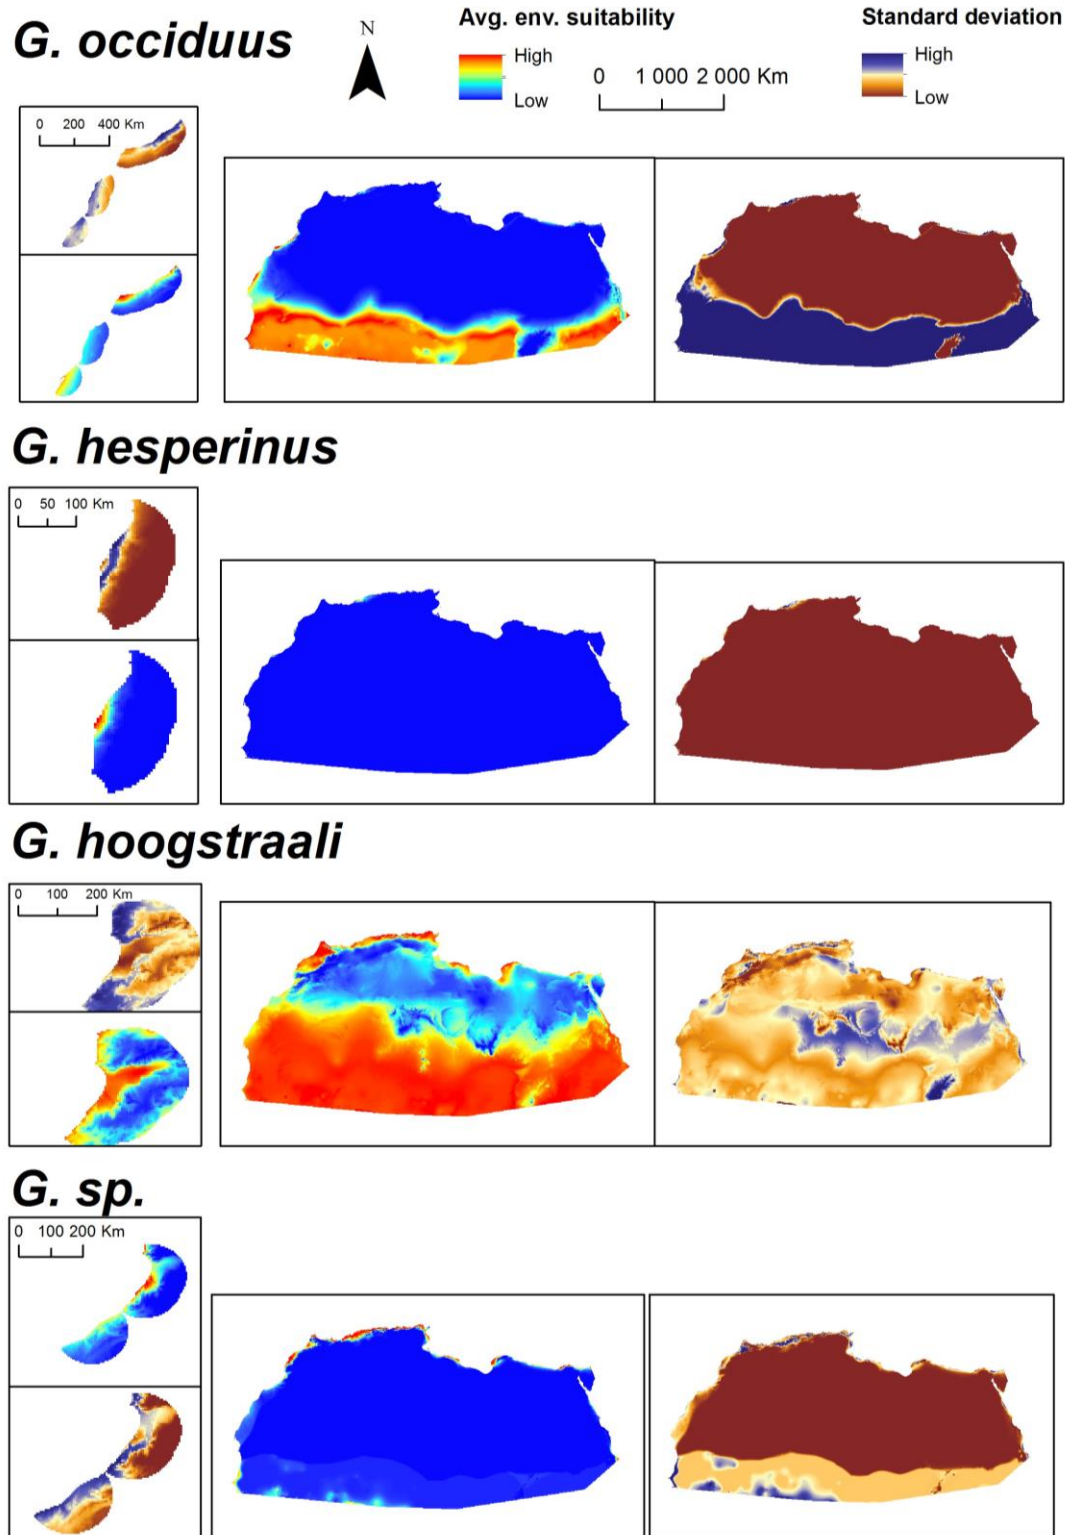 G. occiduus
N
Avg. env. suitability
High
Low
0 1 000 2 000 Km
Standard deviation
High
Low
0 200 400 Km
G. hesperinus
0 50 100 Km
G. hoogstraali
0 100 200 Km
G. sp.
0 100 200 Km